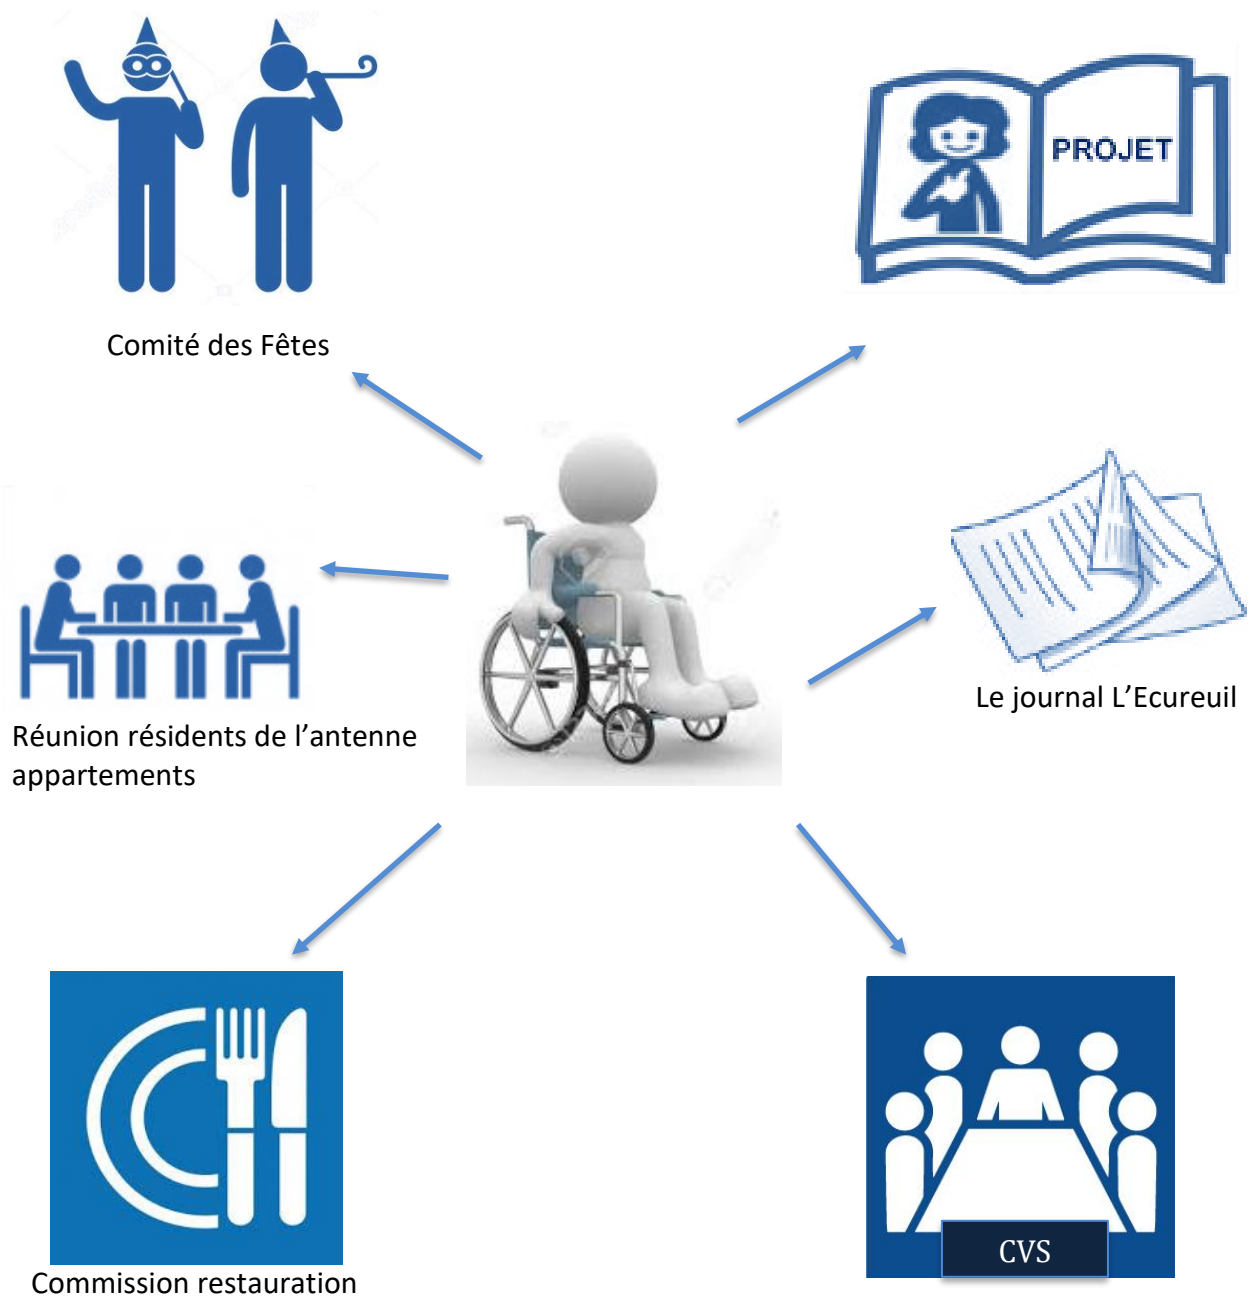 Comité des Fêtes
PROJET
Le journal L’Ecureuil
Réunion résidents de l’antenne
appartements
Commission restauration
CVS